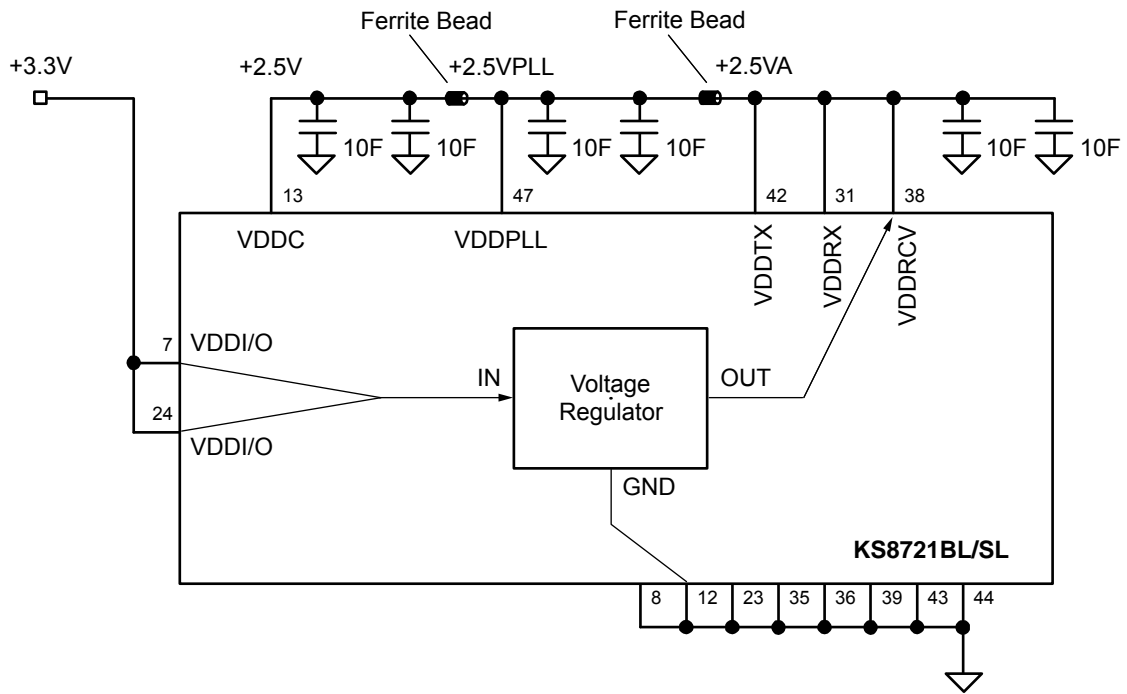 Ferrite Bead
Ferrite Bead
+3.3V
+2.5V
+2.5VPLL
+2.5VA
10F
10F
10F
10F
10F
10F
13
47
42
31
38
VDDC
VDDPLL
VDDTX
VDDRX
VDDRCV
7
VDDI/O
24
VDDI/O
IN
Voltage
Regulator
OUT
GND
KS8721BL/SL
8
12
23
35
36
39
43
44